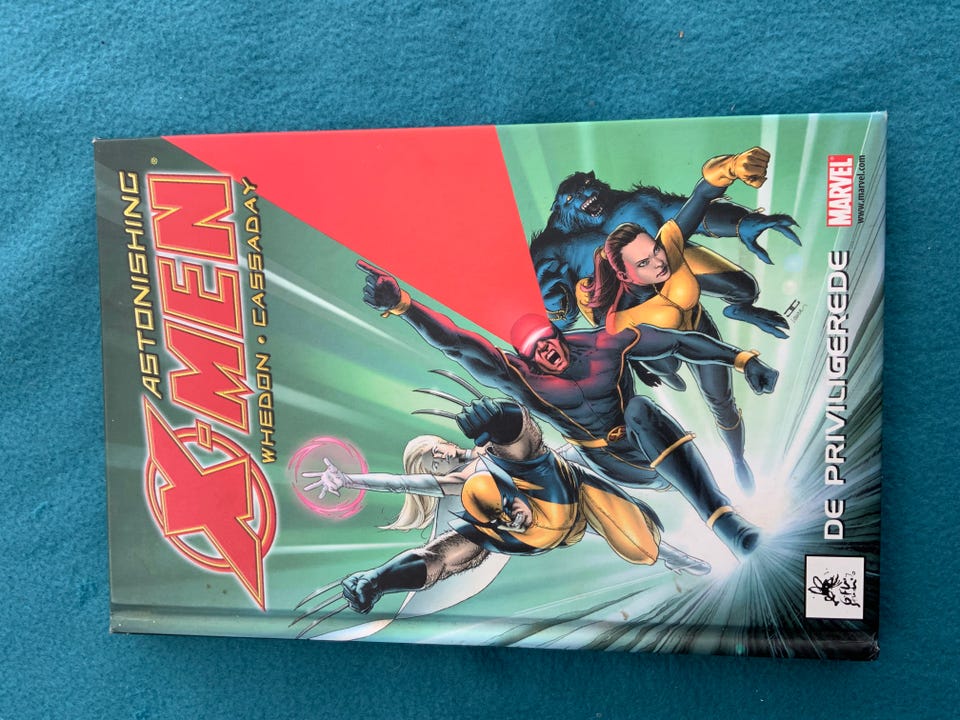 ASTONISHING
X-MEN®
WHEDON • CASSADAY
DE PRIVILIGEREDE
MARVEL
www.marvel.com